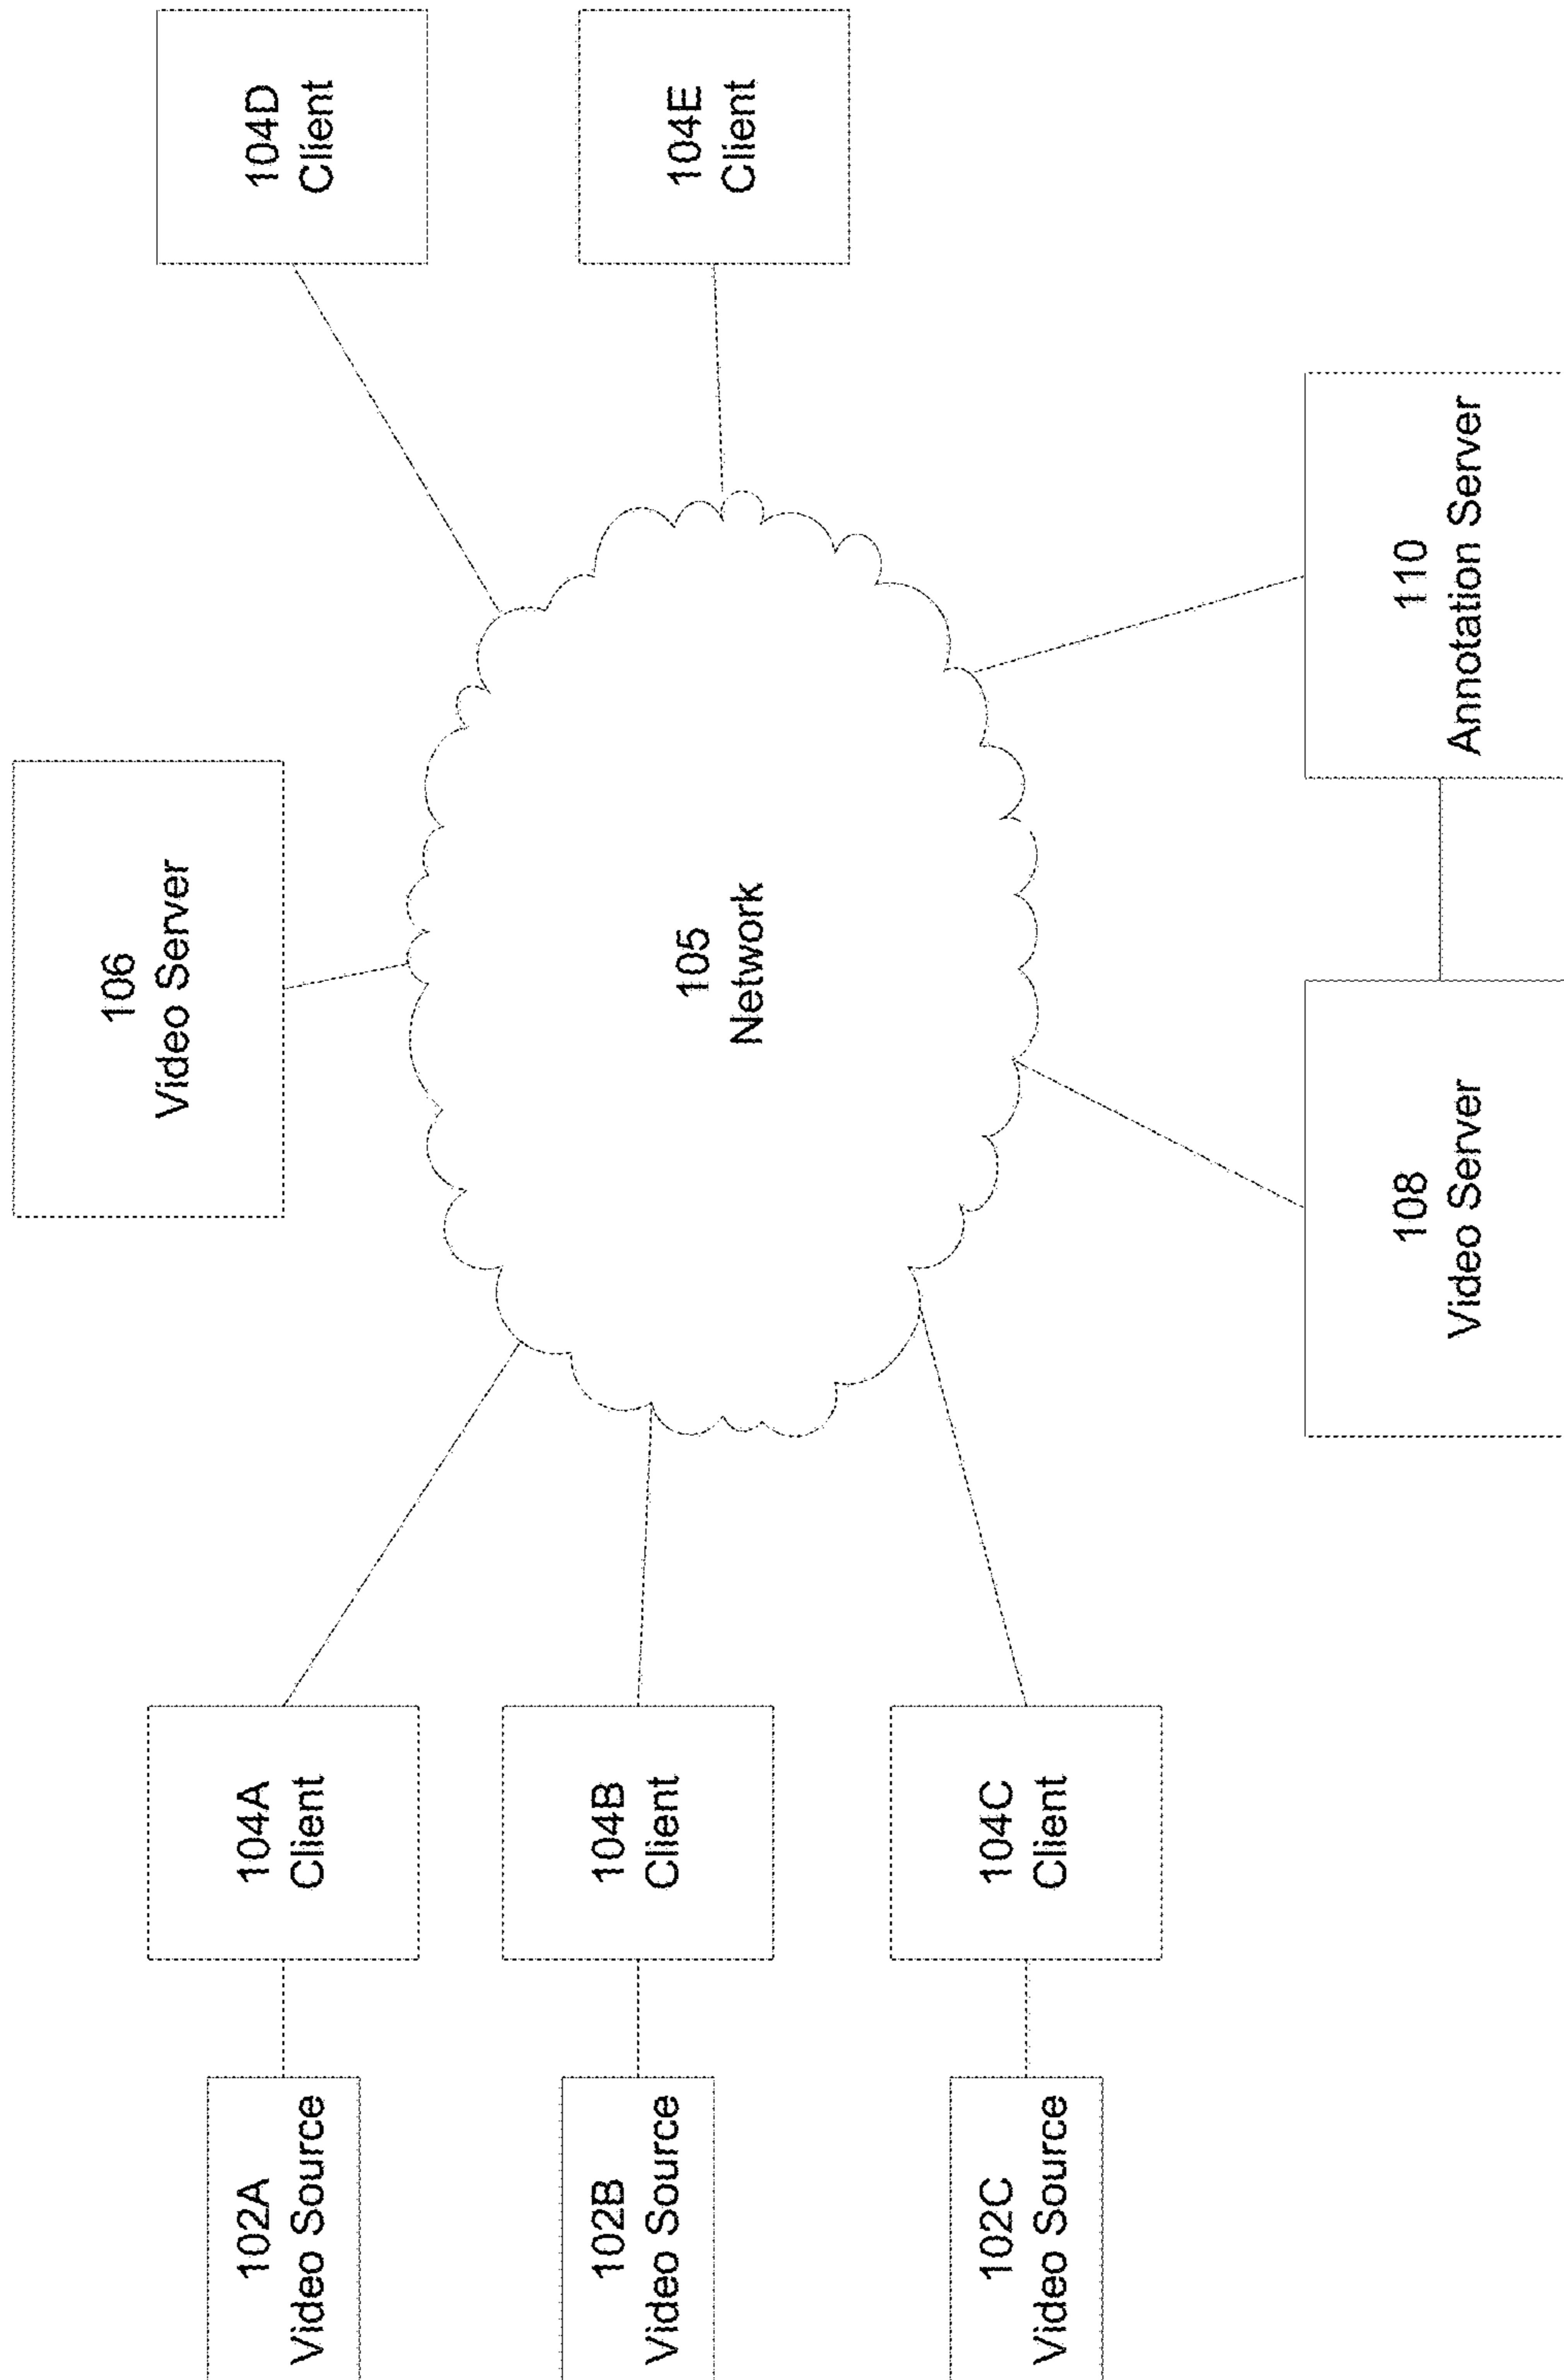 102A
Video Source
104A
Client
102B
Video Source
104B
Client
102C
Video Source
104C
Client
106
Video Server
105
Network
108
Video Server
110
Annotation Server
104D
Client
104E
Client